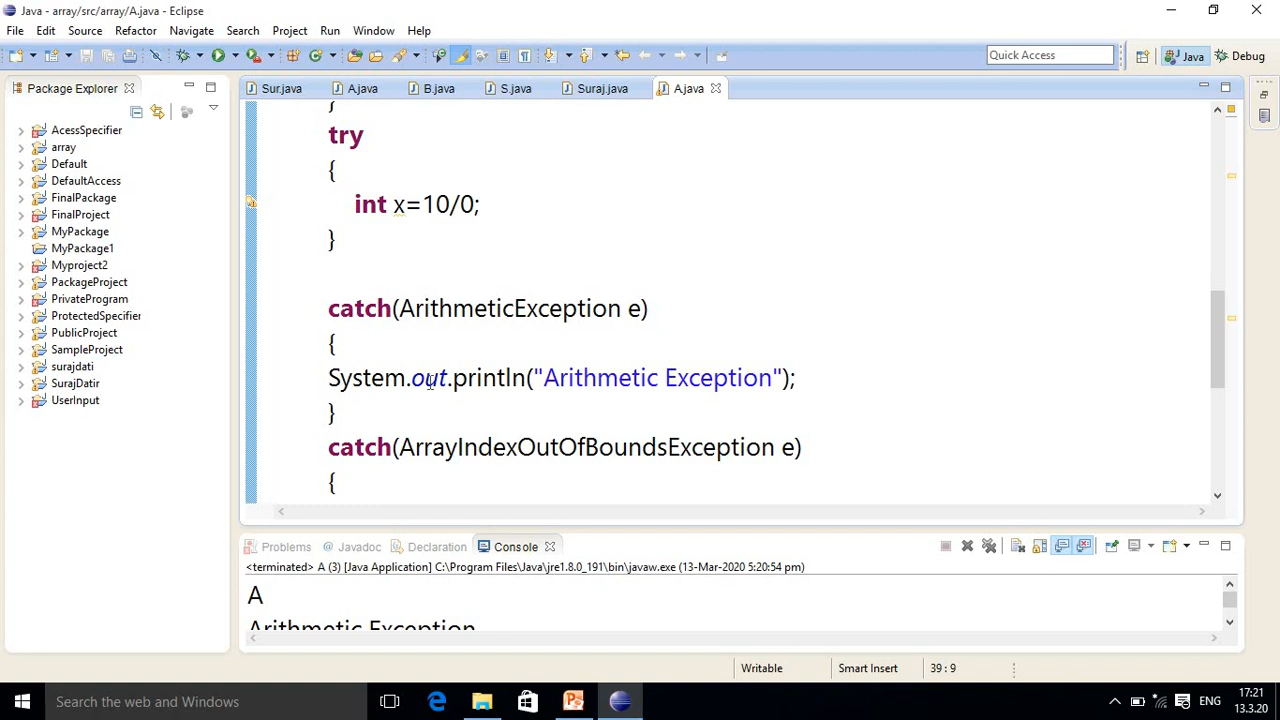 Java - array/src/array/A.java - Eclipse
File Edit Source Refactor Navigate Search Project Run Window Help
Quick Access
Java
Debug
Package Explorer
Sur.java
A.java
B.java
S.java
Suraj.java
A.java
AcessSpecifier
array
Default
DefaultAccess
FinalPackage
FinalProject
MyPackage
MyPackage1
Myproject2
PackageProject
PrivateProgram
ProtectedSpecifier
PublicProject
SampleProject
surajdati
SurajDatir
UserInput
}
try
{
int x=10/0;
}
catch(ArithmeticException e)
{
System.out.println("Arithmetic Exception");
}
catch(ArrayIndexOutOfBoundsException e)
{
Problems @ Javadoc Declaration Console
<terminated> A (3) [Java Application] C:\Program Files\Java\jre1.8.0_191\bin\javaw.exe (13-Mar-2020 5:20:54 pm)
A
Arithmetic Exception
Writable
Smart Insert
39 : 9
Search the web and Windows
ENG
17:21
13.3.20